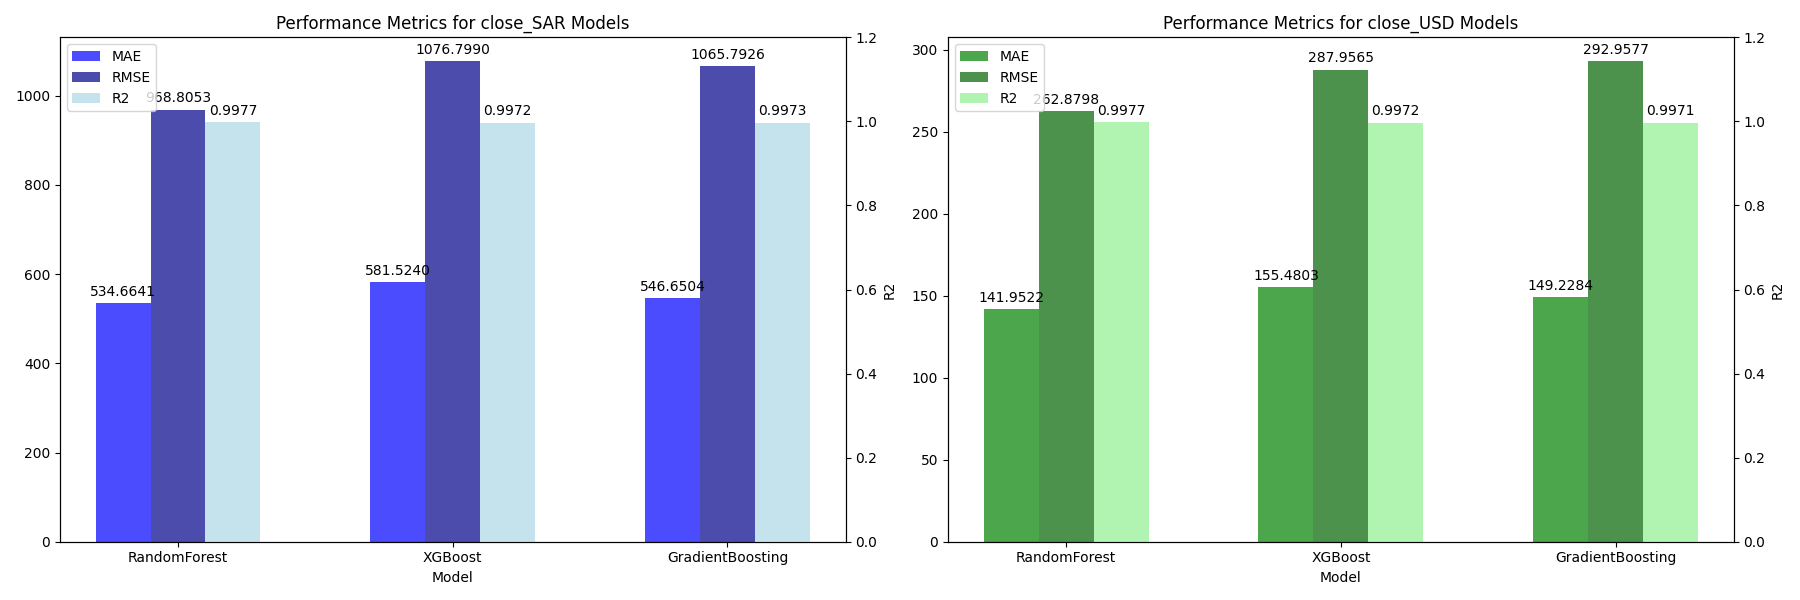 Performance Metrics for close_SAR Models
MAE
RMSE
R2
534.6641
968.8053
0.9977
581.5240
1076.7990
0.9972
546.6504
1065.7926
0.9973
1000
800
600
400
200
0
1.2
1.0
0.8
0.6
0.4
0.2
0.0
R2
RandomForest
XGBoost
GradientBoosting
Model
Performance Metrics for close_USD Models
MAE
RMSE
R2
141.9522
262.8798
0.9977
155.4803
287.9565
0.9972
149.2284
292.9577
0.9971
300
250
200
150
100
50
0
1.2
1.0
0.8
0.6
0.4
0.2
0.0
R2
RandomForest
XGBoost
GradientBoosting
Model